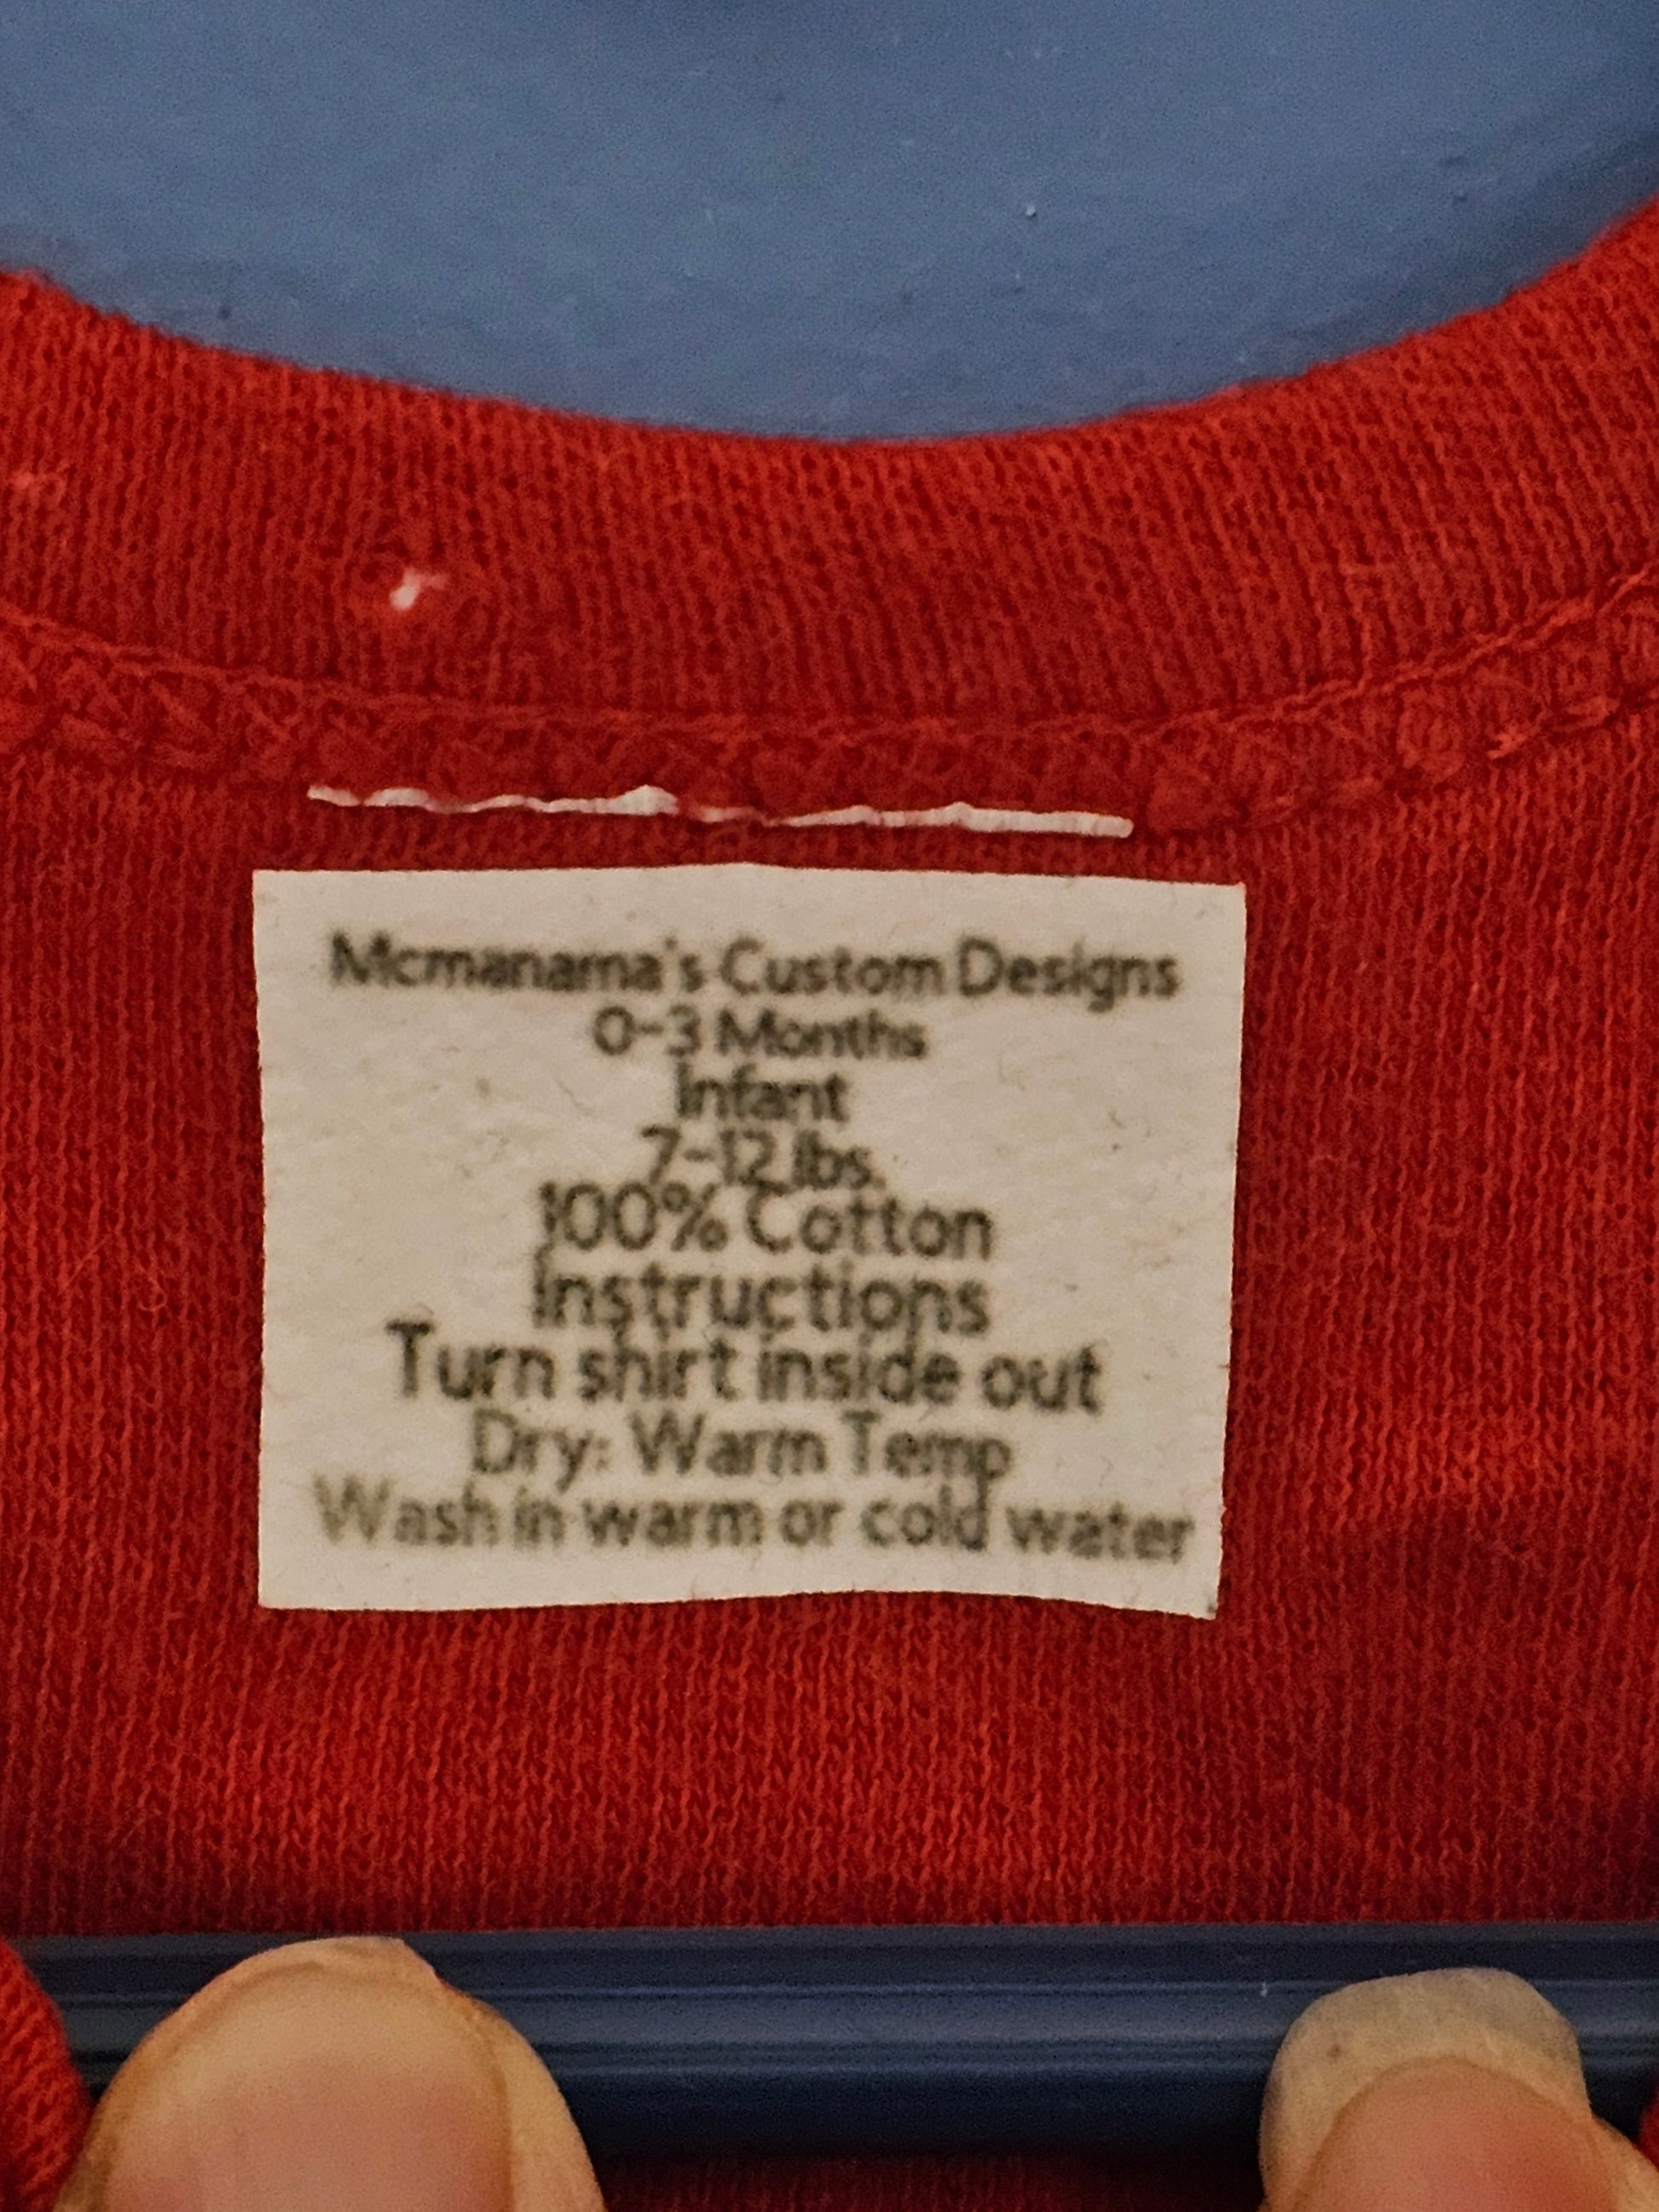 Mcmanama's Custom Designs
0-3 Months
Infant
7-12 lbs.
100% Cotton
Instructions
Turn shirt inside out
Dry: Warm Temp
Wash in warm or cold water